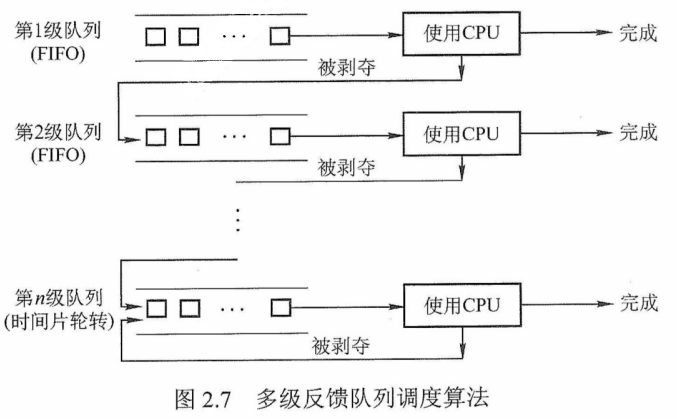 第1级队列
(FIFO)
···
使用CPU
完成
被剥夺
第2级队列
(FIFO)
···
使用CPU
完成
被剥夺
第n级队列
(时间片轮转)
···
使用CPU
完成
被剥夺
图 2.7 多级反馈队列调度算法